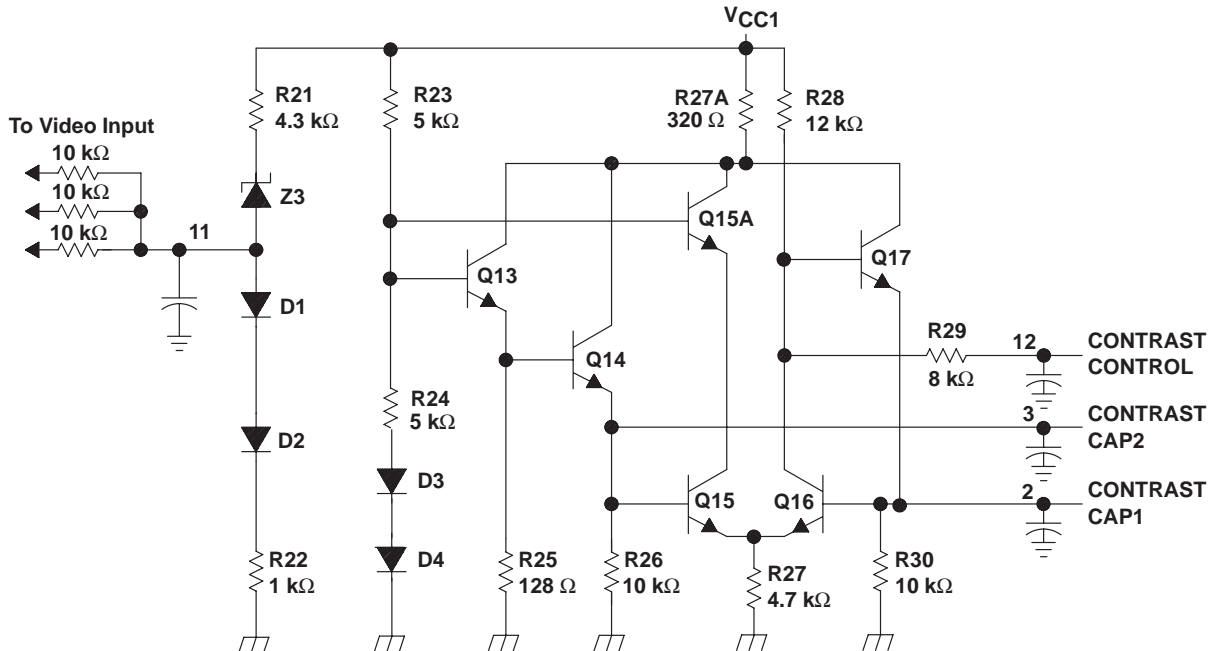 VCC1
R21
4.3 kΩ
R23
5 kΩ
R27A
320 Ω
R28
12 kΩ
To Video Input
10 kΩ
10 kΩ
10 kΩ
Z3
11
Q15A
Q13
Q17
D1
R29
8 kΩ
12
CONTRAST
CONTROL
Q14
R24
5 kΩ
3
CONTRAST
CAP2
D2
D3
Q15
Q16
2
CONTRAST
CAP1
D4
R22
1 kΩ
R25
128 Ω
R26
10 kΩ
R27
4.7 kΩ
R30
10 kΩ